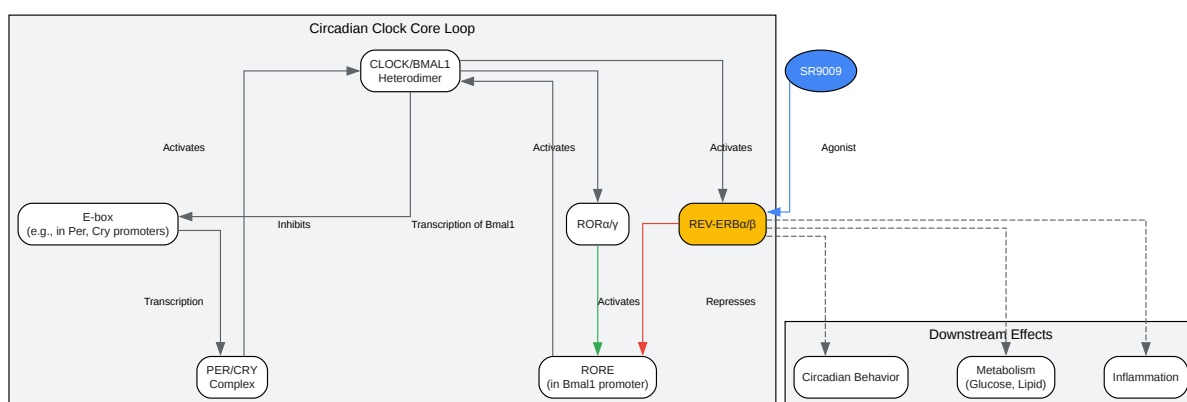 Circadian Clock Core Loop
CLOCK/BMAL1
Heterodimer
SR9009
Activates
Activates
Activates
Agonist
E-box
(e.g., in Per, Cry promoters)
Inhibits
Transcription of Bmal1
RORα/γ
REV-ERBα/β
Transcription
Activates
Represses
Downstream Effects
PER/CRY
Complex
RORE
(in Bmal1 promoter)
Circadian Behavior
Metabolism
(Glucose, Lipid)
Inflammation